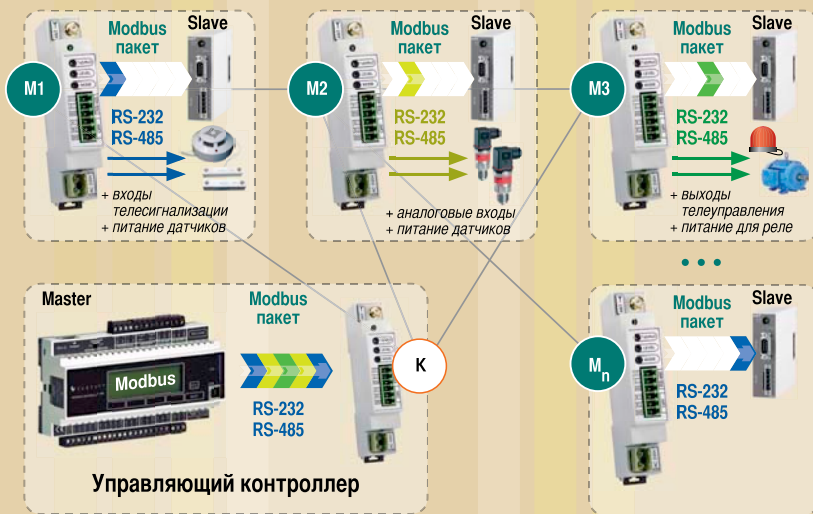 Modbus
пакет
Slave
M1
RS-232
RS-485
+ входы
телесигнализации
+ питание датчиков
Modbus
пакет
Slave
M2
RS-232
RS-485
+ аналоговые входы
+ питание датчиков
Modbus
пакет
Slave
M3
RS-232
RS-485
+ выходы
телеуправления
+ питание для реле
• • •
Master
Modbus
пакет
Modbus
K
RS-232
RS-485
Управляющий контроллер
Modbus
пакет
Slave
Mn
RS-232
RS-485